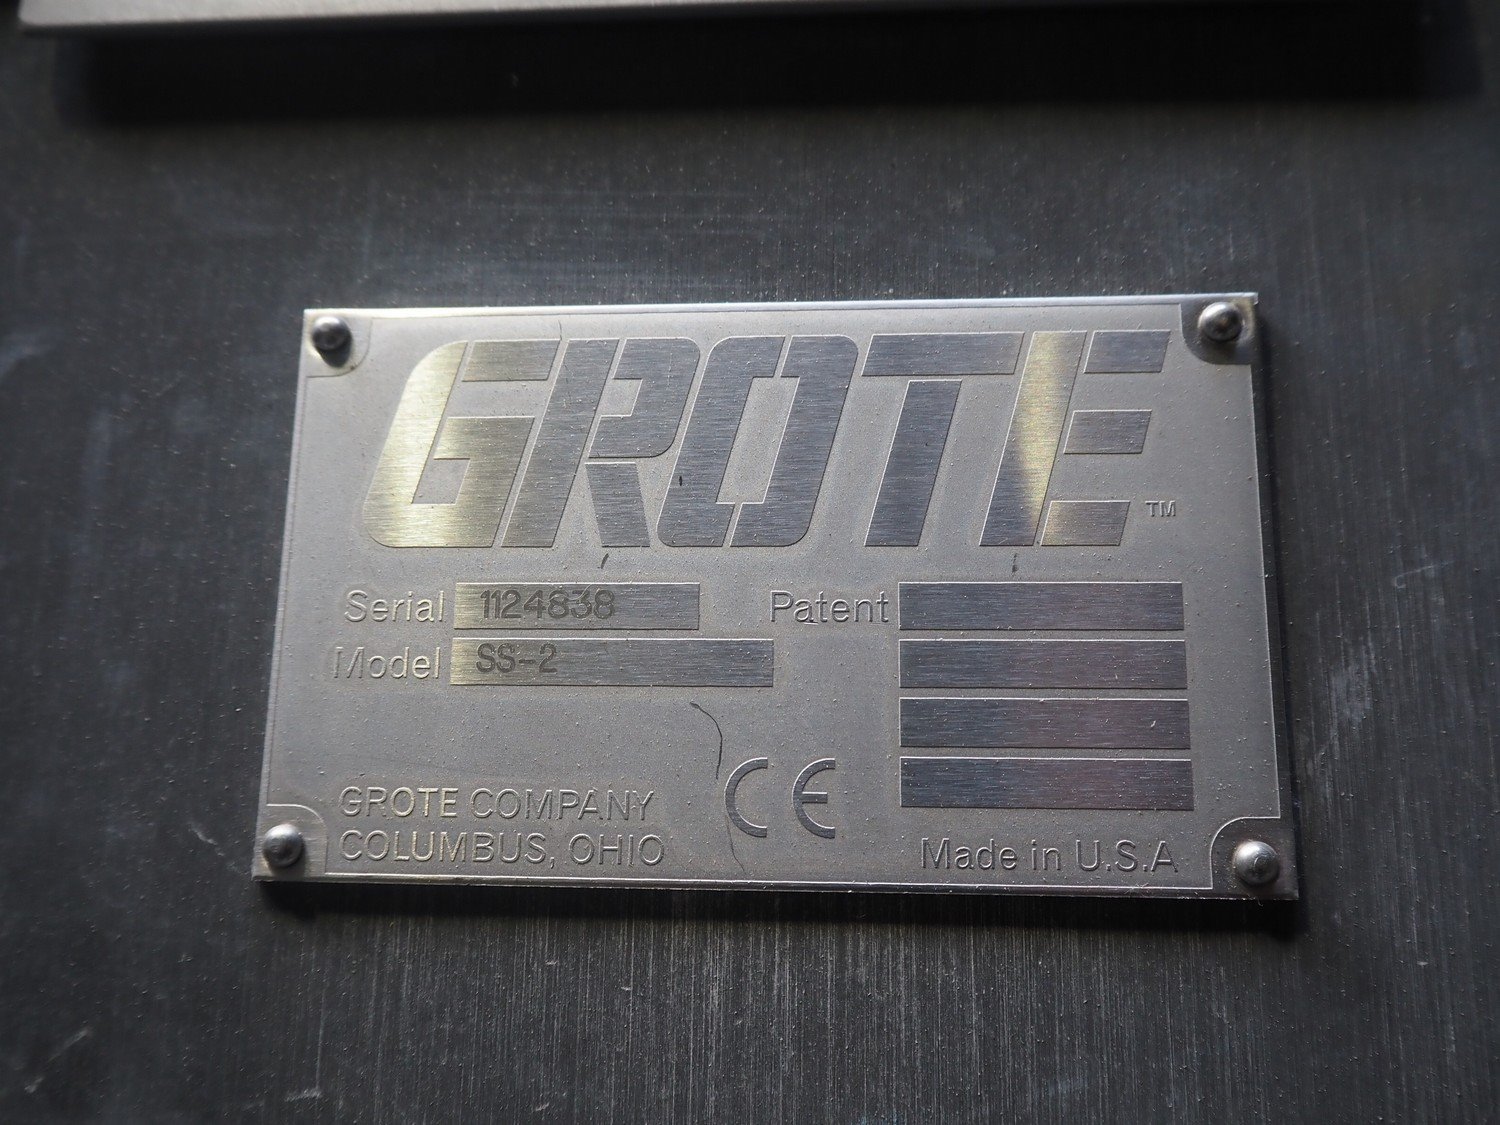 GROTE™
Serial 1124838
Patent
Model SS-2
CE
GROTE COMPANY
COLUMBUS, OHIO
Made in U.S.A